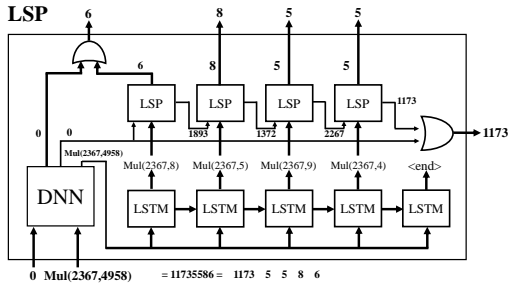 LSP
6 8 5 5
6 8 5 5
LSP LSP LSP LSP
1173
0 0
1893 1372 2267
1173
Mul(2367,4958)
Mul(2367,8) Mul(2367,5) Mul(2367,9) Mul(2367,4) <end>
DNN
LSTM LSTM LSTM LSTM LSTM
0 Mul(2367,4958) = 11735586 = 1173 5 5 8 6